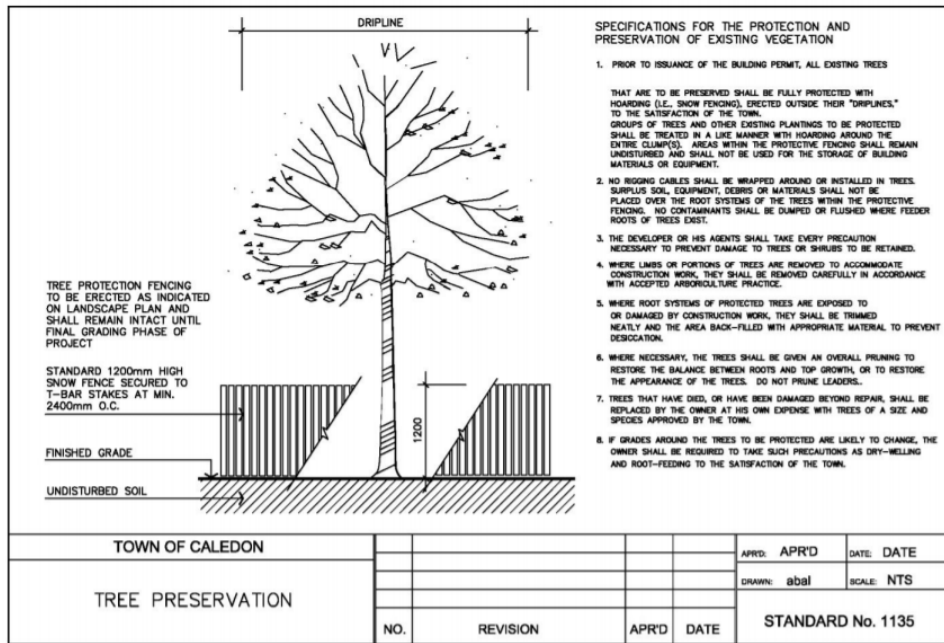 DRIPLINE
TREE PROTECTION FENCING
TO BE ERECTED AS INDICATED
ON LANDSCAPE PLAN AND
SHALL REMAIN INTACT UNTIL
FINAL GRADING PHASE OF
PROJECT
STANDARD 1200mm HIGH
SNOW FENCE SECURED TO
T-BAR STAKES AT MIN.
2400mm O.C.
1200
FINISHED GRADE
UNDISTURBED SOIL
SPECIFICATIONS FOR THE PROTECTION AND
PRESERVATION OF EXISTING VEGETATION
1. PRIOR TO ISSUANCE OF THE BUILDING PERMIT, ALL EXISTING TREES
THAT ARE TO BE PRESERVED SHALL BE FULLY PROTECTED WITH
HOARDING (I.E., SNOW FENCING), ERECTED OUTSIDE THEIR "DRIPLINES,"
TO THE SATISFACTION OF THE TOWN.
GROUPS OF TREES AND OTHER EXISTING PLANTINGS TO BE PROTECTED
SHALL BE TREATED IN A LIKE MANNER WITH HOARDING AROUND THE
ENTIRE CLUMP(S). AREAS WITHIN THE PROTECTIVE FENCING SHALL REMAIN
UNDISTURBED AND SHALL NOT BE USED FOR THE STORAGE OF BUILDING
MATERIALS OR EQUIPMENT.
2. NO RIGGING CABLES SHALL BE WRAPPED AROUND OR INSTALLED IN TREES.
SURPLUS SOIL, EQUIPMENT, DEBRIS OR MATERIALS SHALL NOT BE
PLACED OVER THE ROOT SYSTEMS OF THE TREES WITHIN THE PROTECTIVE
FENCING. NO CONTAMINANTS SHALL BE DUMPED OR FLUSHED WHERE FEEDER
ROOTS OF TREES EXIST.
3. THE DEVELOPER OR HIS AGENTS SHALL TAKE EVERY PRECAUTION
NECESSARY TO PREVENT DAMAGE TO TREES OR SHRUBS TO BE RETAINED.
4. WHERE LIMBS OR PORTIONS OF TREES ARE REMOVED TO ACCOMMODATE
CONSTRUCTION WORK, THEY SHALL BE REMOVED CAREFULLY IN ACCORDANCE
WITH ACCEPTED ARBORICULTURE PRACTICE.
5. WHERE ROOT SYSTEMS OF PROTECTED TREES ARE EXPOSED TO
OR DAMAGED BY CONSTRUCTION WORK, THEY SHALL BE TRIMMED
NEATLY AND THE AREA BACK-FILLED WITH APPROPRIATE MATERIAL TO PREVENT
DESICCATION.
6. WHERE NECESSARY, THE TREES SHALL BE GIVEN AN OVERALL PRUNING TO
RESTORE THE BALANCE BETWEEN ROOTS AND TOP GROWTH, OR TO RESTORE
THE APPEARANCE OF THE TREES. DO NOT PRUNE LEADERS..
7. TREES THAT HAVE DIED, OR HAVE BEEN DAMAGED BEYOND REPAIR, SHALL BE
REPLACED BY THE OWNER AT HIS OWN EXPENSE WITH TREES OF A SIZE AND
SPECIES APPROVED BY THE TOWN.
8. IF GRADES AROUND THE TREES TO BE PROTECTED ARE LIKELY TO CHANGE, THE
OWNER SHALL BE REQUIRED TO TAKE SUCH PRECAUTIONS AS DRY-WELLING
AND ROOT-FEEDING TO THE SATISFACTION OF THE TOWN.
TOWN OF CALEDON
TREE PRESERVATION
NO. REVISION APR'D DATE
APR'D: APR'D DATE: DATE
DRAWN: abal SCALE: NTS
STANDARD No. 1135